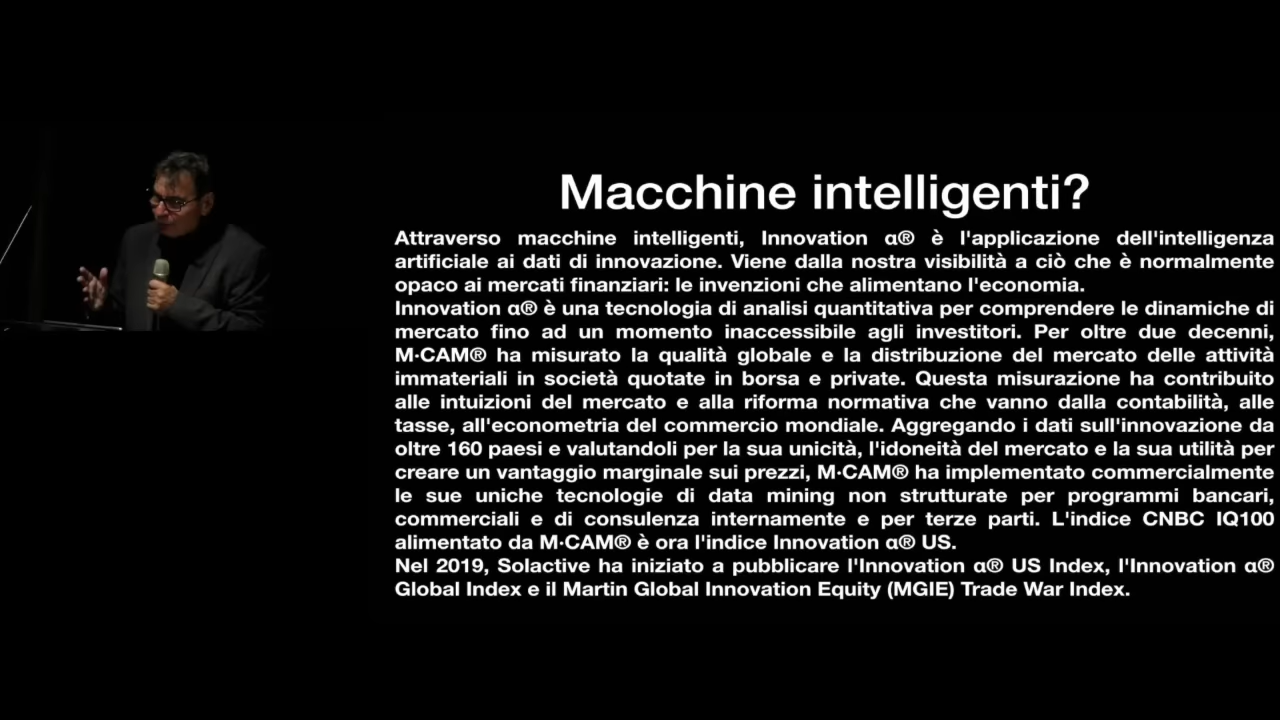 Macchine intelligenti?
Attraverso macchine intelligenti, Innovation α® è l'applicazione dell'intelligenza
artificiale ai dati di innovazione. Viene dalla nostra visibilità a ciò che è normalmente
opaco ai mercati finanziari: le invenzioni che alimentano l'economia.
Innovation α® è una tecnologia di analisi quantitativa per comprendere le dinamiche di
mercato fino ad un momento inaccessibile agli investitori. Per oltre due decenni,
M·CAM® ha misurato la qualità globale e la distribuzione del mercato delle attività
immateriali in società quotate in borsa e private. Questa misurazione ha contribuito
alle intuizioni del mercato e alla riforma normativa che vanno dalla contabilità, alle
tasse, all'econometria del commercio mondiale. Aggregando i dati sull'innovazione da
oltre 160 paesi e valutandoli per la sua unicità, l'idoneità del mercato e la sua utilità per
creare un vantaggio marginale sui prezzi, M·CAM® ha implementato commercialmente
le sue uniche tecnologie di data mining non strutturate per programmi bancari,
commerciali e di consulenza internamente e per terze parti. L'indice CNBC IQ100
alimentato da M·CAM® è ora l'indice Innovation α® US.
Nel 2019, Solactive ha iniziato a pubblicare l'Innovation α® US Index, l'Innovation α®
Global Index e il Martin Global Innovation Equity (MGIE) Trade War Index.